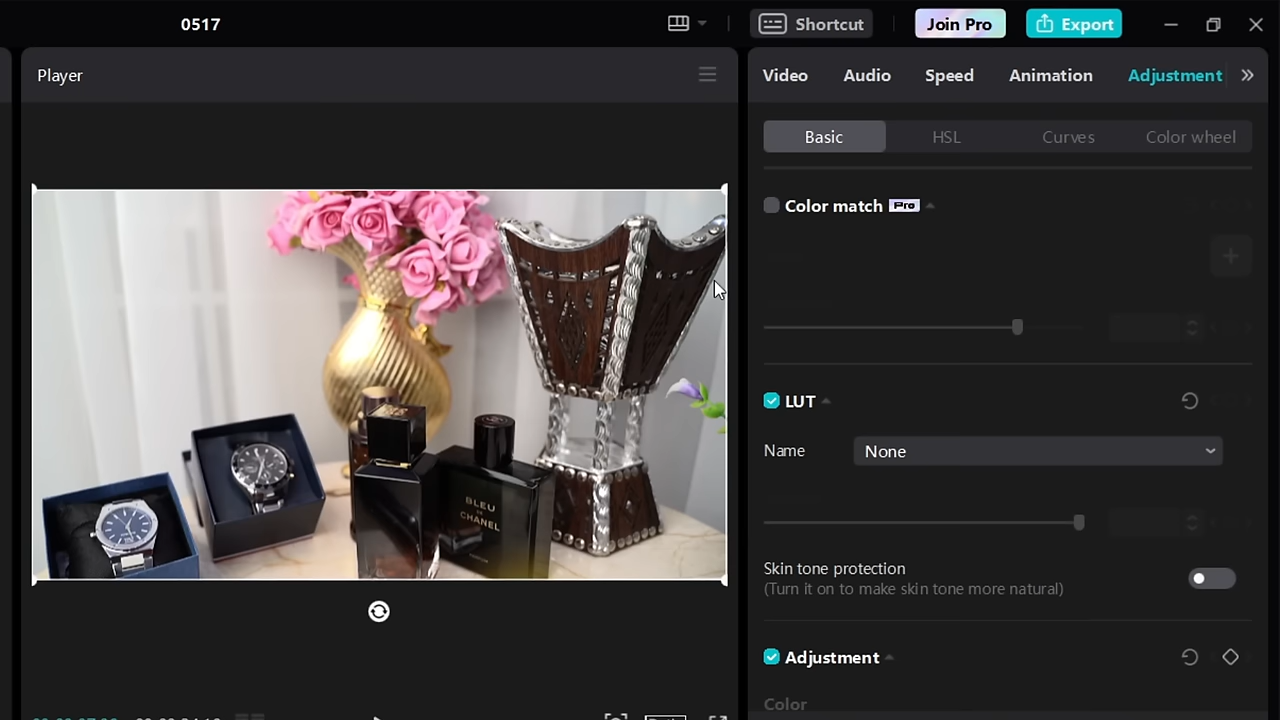 0517
Shortcut
Join Pro
Export
Player
Video
Audio
Speed
Animation
Adjustment
Basic
HSL
Curves
Color wheel
Color match Pro
LUT
Name
None
Skin tone protection
(Turn it on to make skin tone more natural)
Adjustment
Color
BLEU
DE
CHANEL